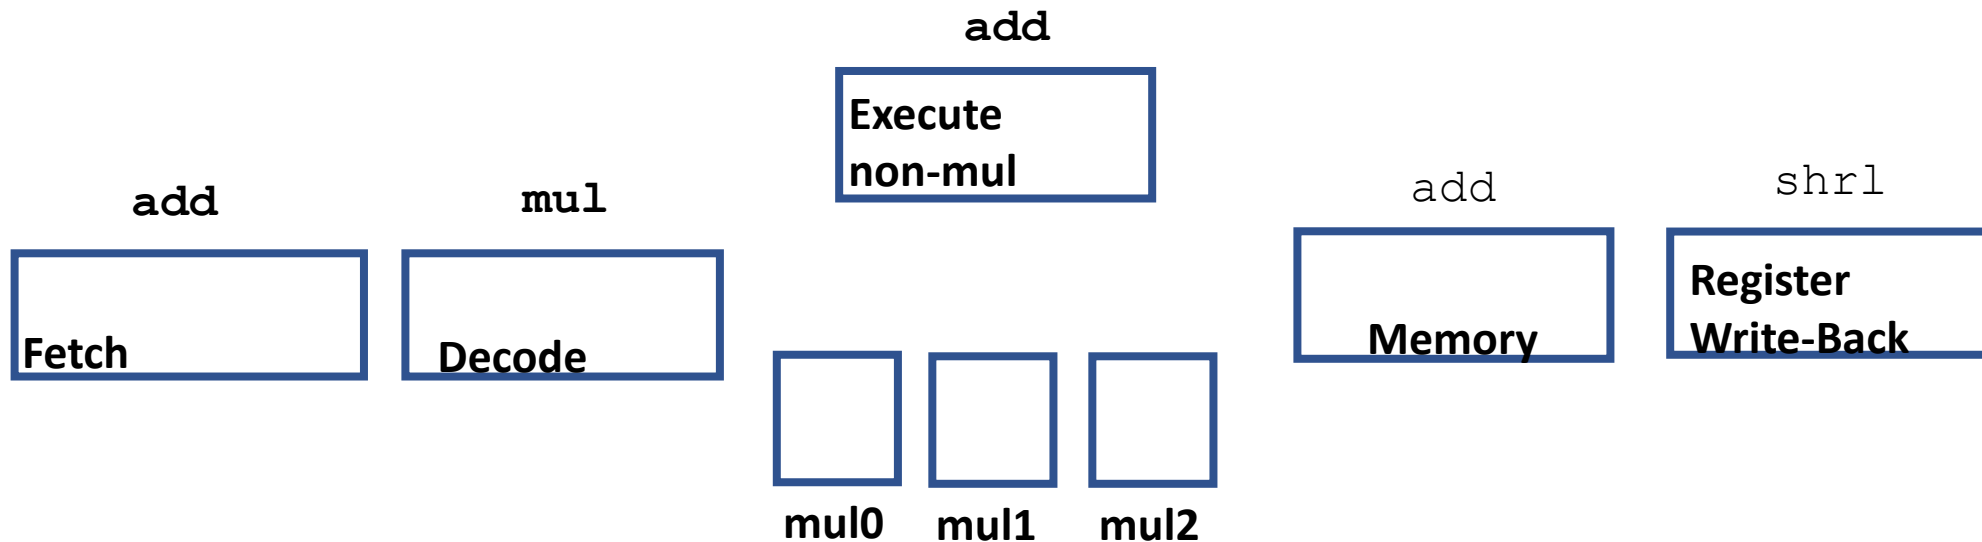 add
Execute
non-mul
add
mul
add
shrl
Fetch
Decode
Memory
Register
Write-Back
mul0
mul1
mul2